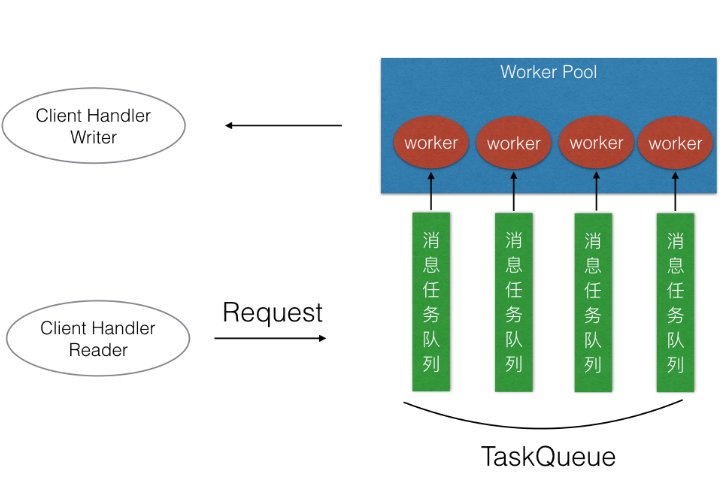 Worker Pool
Client Handler
Writer
worker
worker
worker
worker
消息任务队列
消息任务队列
消息任务队列
消息任务队列
Request
Client Handler
Reader
TaskQueue